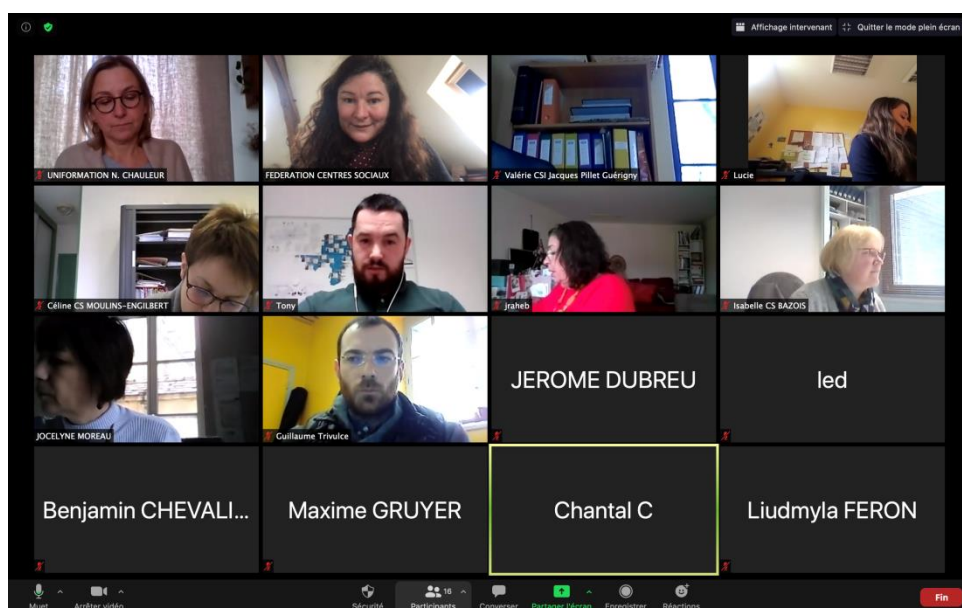 Affichage intervenant
Quitter le mode plein écran
UNIFORMATION N. CHAULEUR
FEDERATION CENTRES SOCIAUX
Valérie CSI Jacques Pillet Guérigny
Lucie
Céline CS MOULINS-ENGILBERT
Tony
jraheb
Isabelle CS BAZOIS
JOCELYNE MOREAU
Guillaume Trivulce
JEROME DUBREU
led
Benjamin CHEVALI...
Maxime GRUYER
Chantal C
Liudmyla FERON
Muet
Arrêter vidéo
Sécurité
Participants
16
Converser
Partager l'écran
Enregistrer
Réactions
Fin